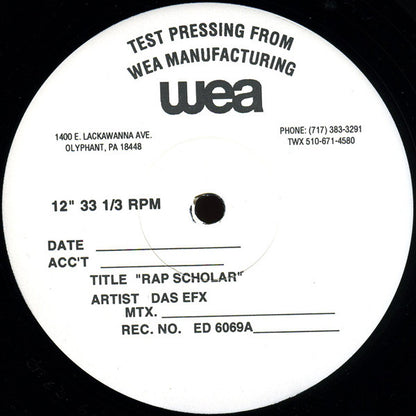 TEST PRESSING FROM
WEA MANUFACTURING
wea
1400 E. LACKAWANNA AVE.
OLYPHANT, PA 18448
PHONE: (717) 383-3291
TWX 510-671-4580
12" 33 1/3 RPM
DATE
ACC'T
TITLE "RAP SCHOLAR"
ARTIST DAS EFX
MTX.
REC. NO. ED 6069A